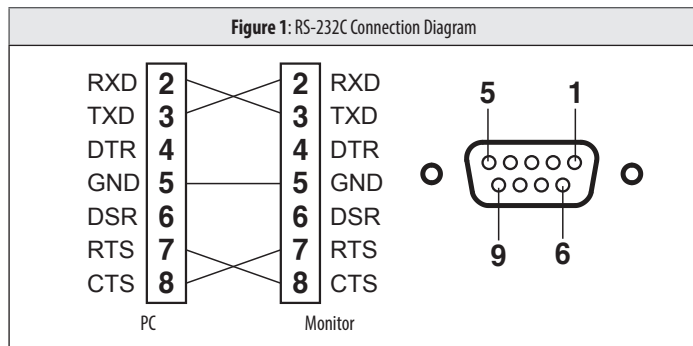 Figure 1: RS-232C Connection Diagram
RXD 2 2 RXD
TXD 3 3 TXD
DTR 4 4 DTR
GND 5 5 GND
DSR 6 6 DSR
RTS 7 7 RTS
CTS 8 8 CTS
PC Monitor
5 1
9 6